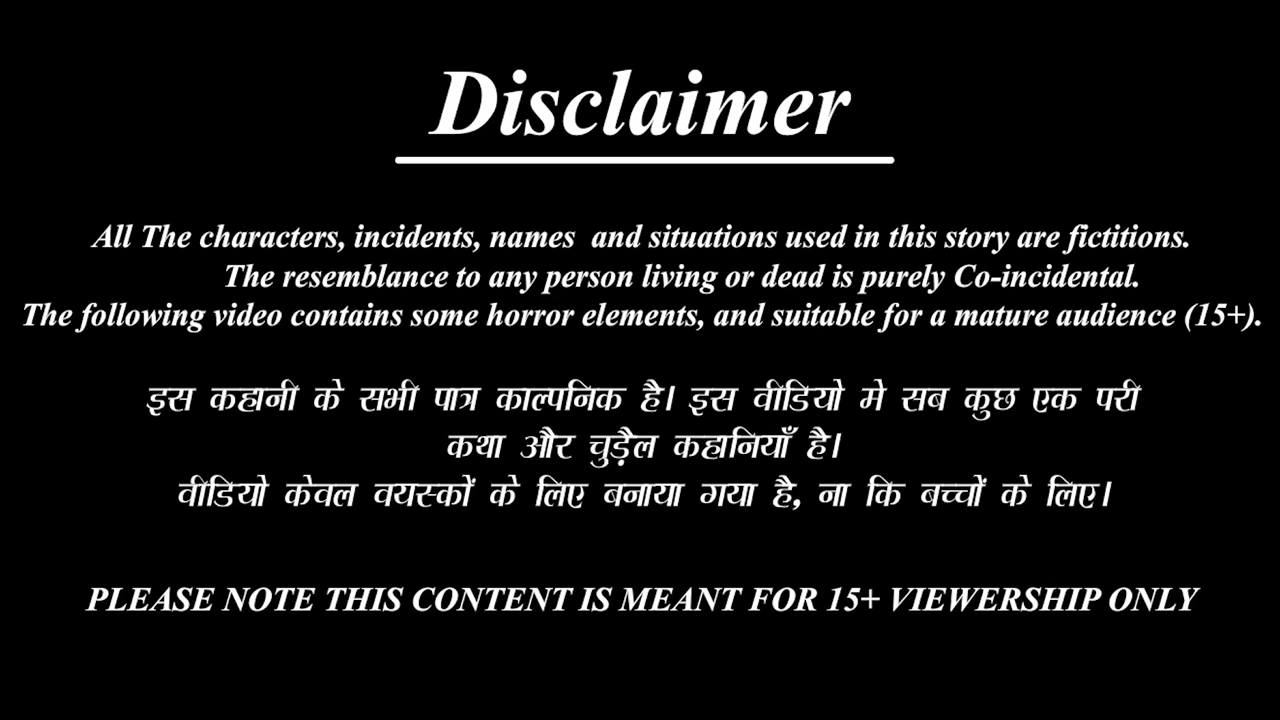 Disclaimer
All The characters, incidents, names and situations used in this story are fictitions.
The resemblance to any person living or dead is purely Co-incidental.
The following video contains some horror elements, and suitable for a mature audience (15+).
इस कहानी के सभी पात्र काल्पनिक है। इस वीडियो मे सब कुछ एक परी
कथा और चुड़ैल कहानियाँ है।
वीडियो केवल वयस्कों के लिए बनाया गया है, ना कि बच्चों के लिए।
PLEASE NOTE THIS CONTENT IS MEANT FOR 15+ VIEWERSHIP ONLY